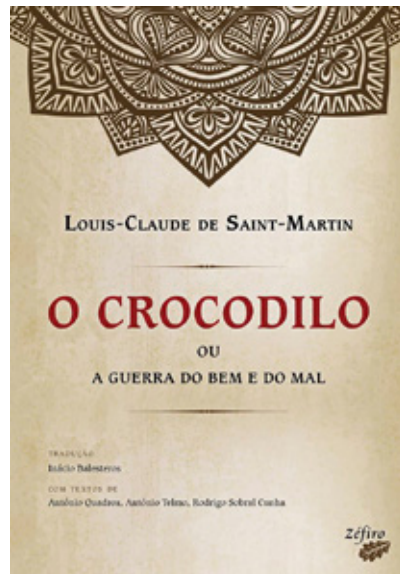 Louis-Claude de Saint-Martin
O CROCODILO
OU
A GUERRA DO BEM E DO MAL
TRADUÇÃO
Inácio Balesteros
COM TEXTOS DE
António Quadros, António Telmo, Rodrigo Sobral Cunha
Zéfiro